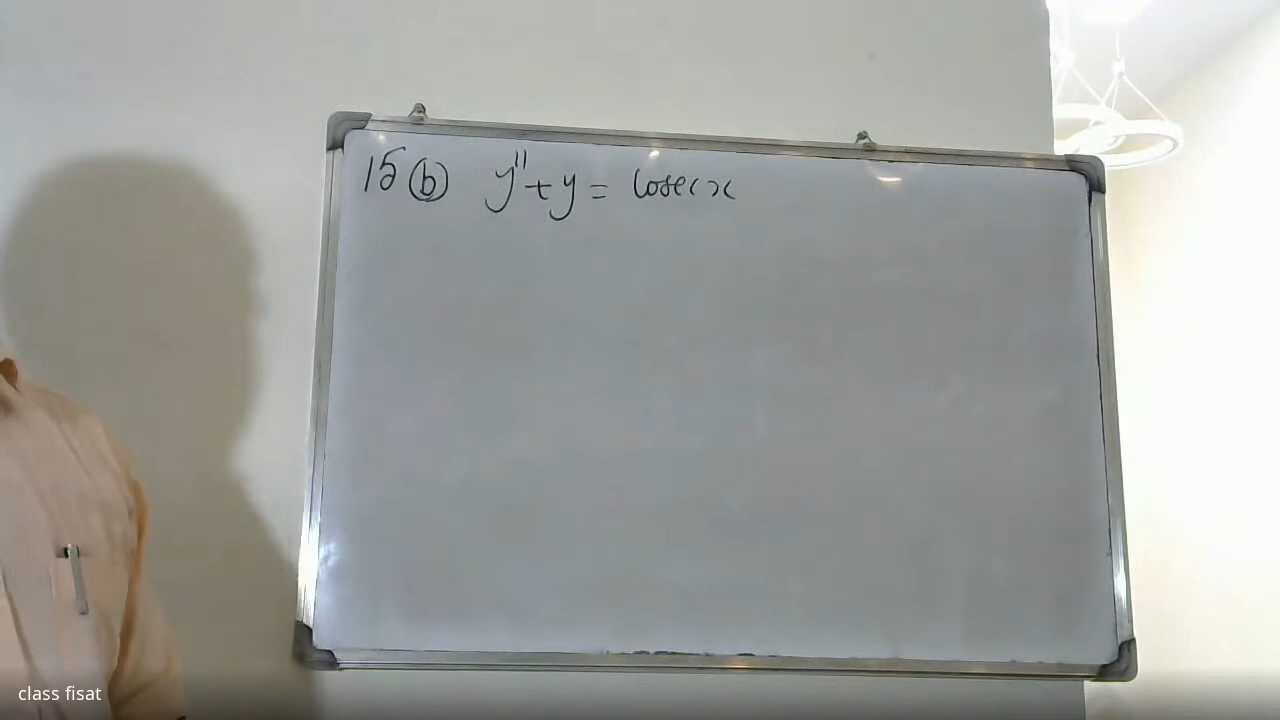 15 (b) y'' + y = cosec x
class fisat